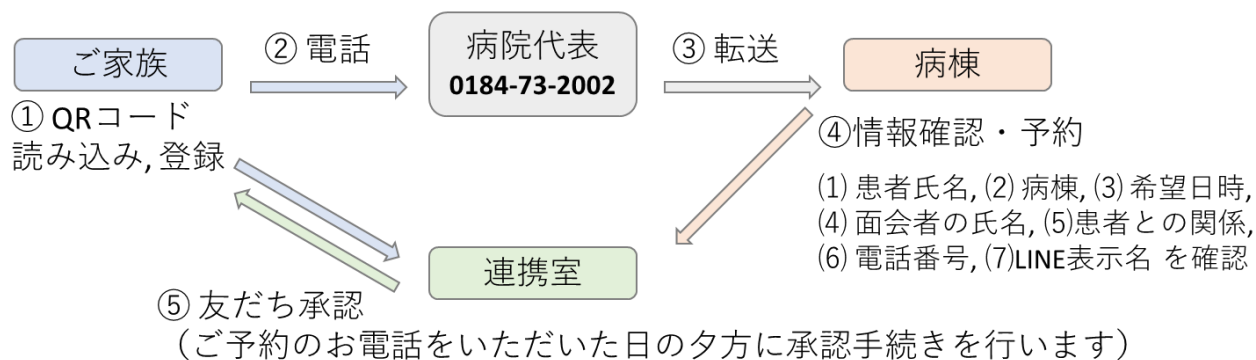 ご家族
② 電話
病院代表
0184-73-2002
③ 転送
病棟
① QRコード
読み込み, 登録
④情報確認・予約
⑴ 患者氏名, ⑵ 病棟, ⑶ 希望日時,
⑷ 面会者の氏名, ⑸患者との関係,
⑹ 電話番号, ⑺LINE表示名 を確認
連携室
⑤ 友だち承認
（ご予約のお電話をいただいた日の夕方に承認手続きを行います）